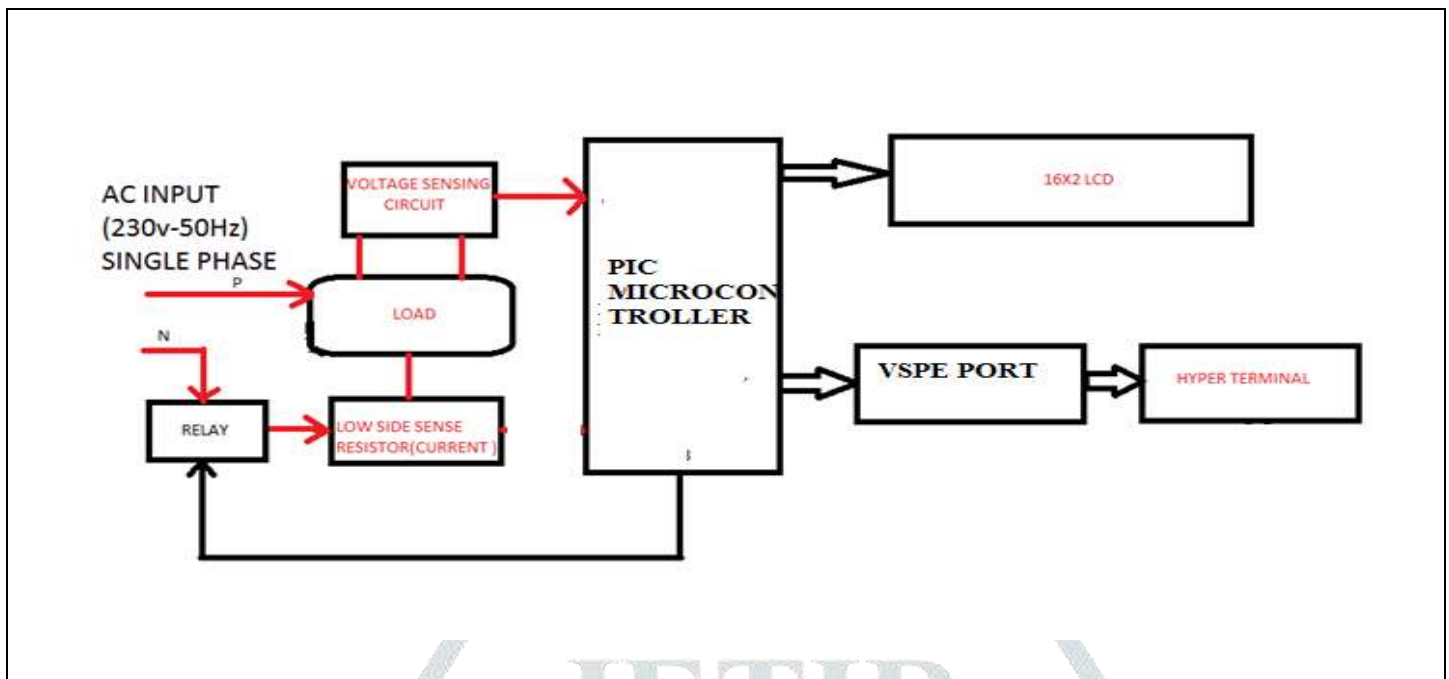 AC INPUT
(230v-50Hz)
SINGLE PHASE
P
N
VOLTAGE SENSING
CIRCUIT
LOAD
RELAY
LOW SIDE SENSE
RESISTOR(CURRENT )
PIC
MICROCON
TROLLER
16X2 LCD
VSPE PORT
HYPER TERMINAL